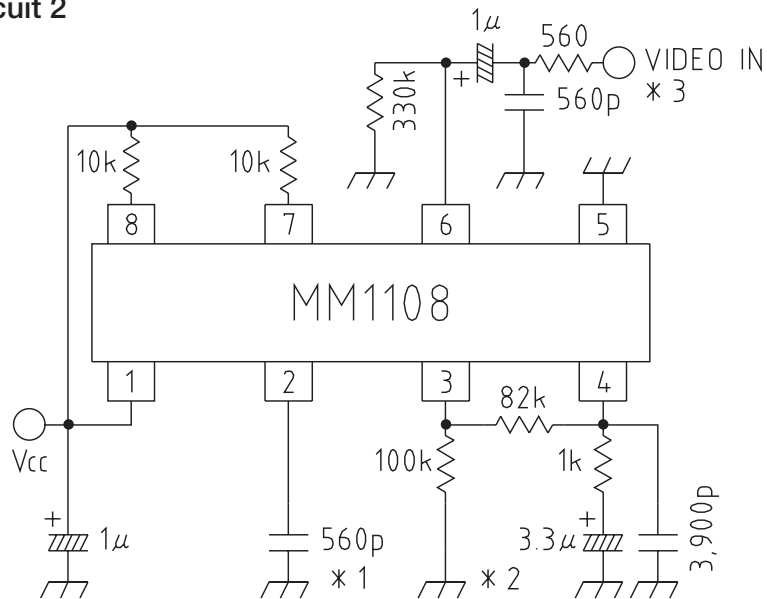 cuit 2
1μ
560
VIDEO IN
* 3
560p
330k
10k
10k
8
7
6
5
MM1108
1
2
3
4
82k
Vcc
100k
1k
+
+
+
1μ
560p
* 1
* 2
3.3μ
3,900p